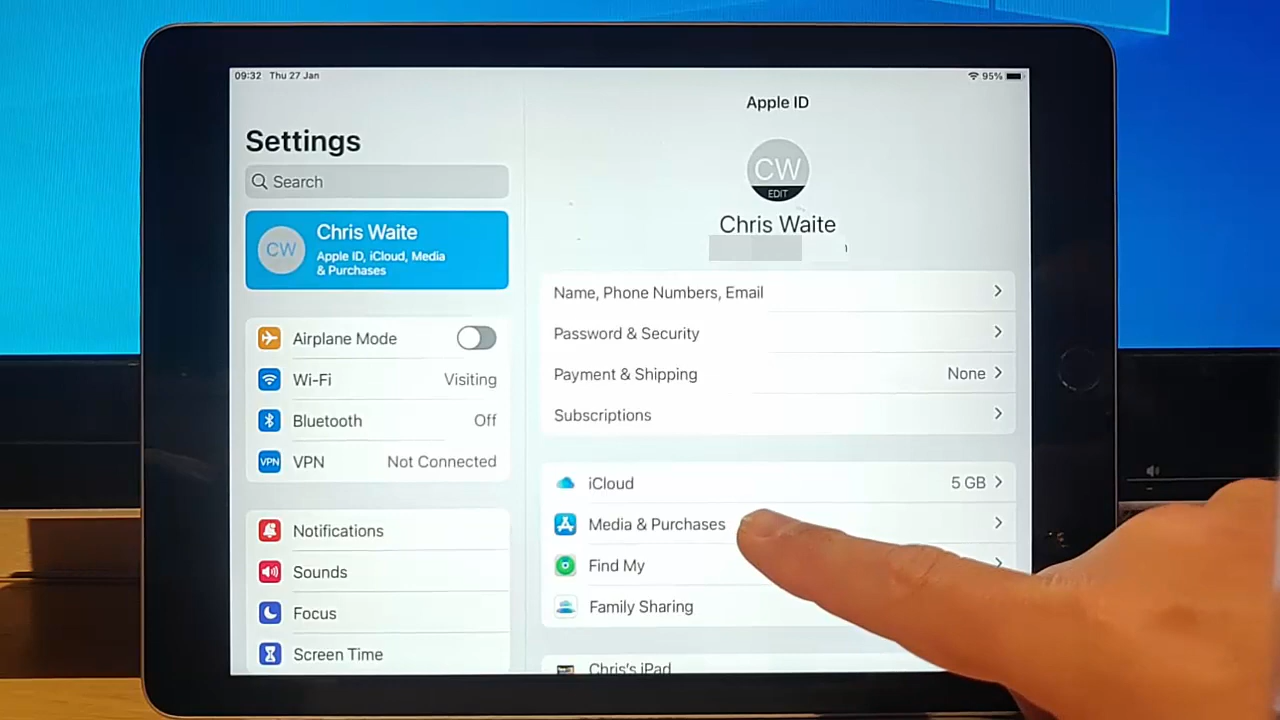 09:32 Thu 27 Jan
95%
Settings
Search
CW
Chris Waite
Apple ID, iCloud, Media
& Purchases
Airplane Mode
Wi-Fi Visiting
Bluetooth Off
VPN VPN Not Connected
Notifications
Sounds
Focus
Screen Time
Apple ID
CW
EDIT
Chris Waite
Name, Phone Numbers, Email
Password & Security
Payment & Shipping None
Subscriptions
iCloud 5 GB
Media & Purchases
Find My
Family Sharing
Chris's iPad